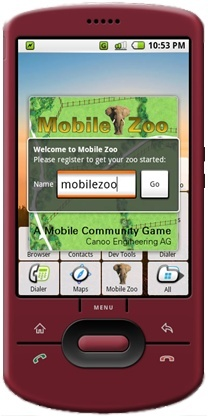 10:53 PM
Mobile Zoo
Welcome to Mobile Zoo
Please register to get your zoo started:
Name mobilezoo Go
A Mobile Community Game
Canoo Engineering AG
Browser Contacts Dev Tools Dialer
Dialer Maps Mobile Zoo All
MENU